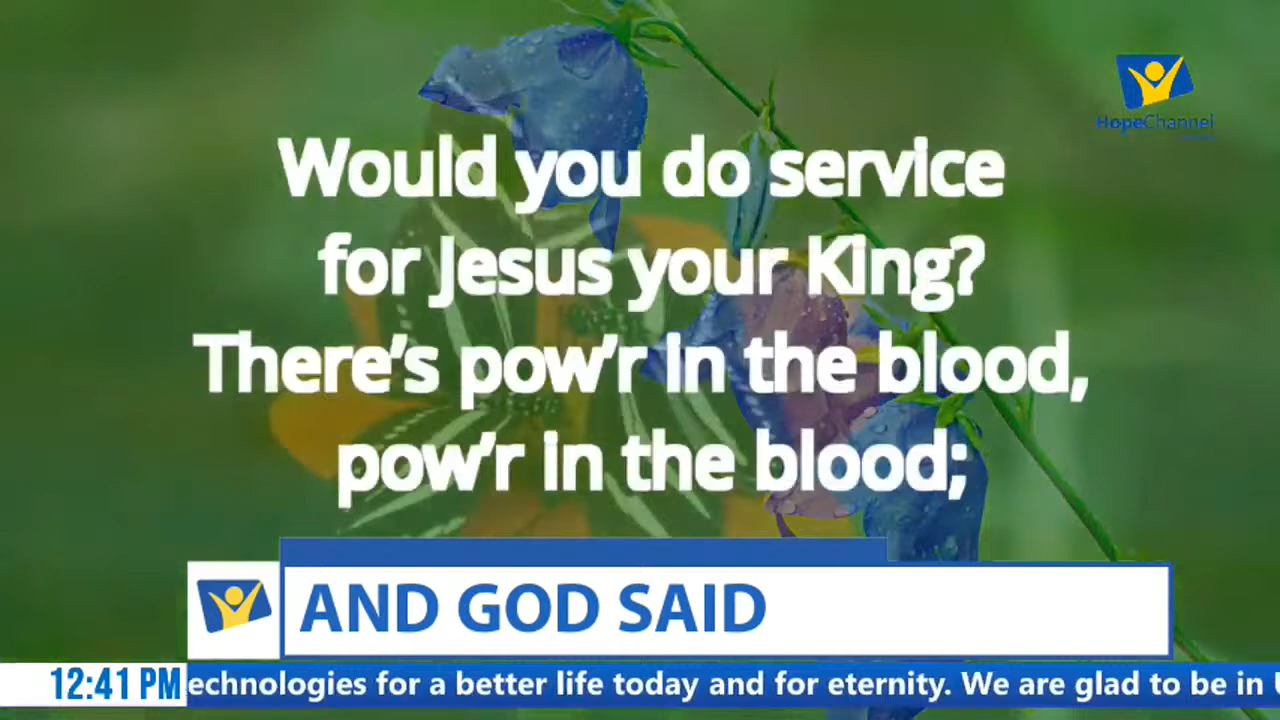 HopeChannel
Would you do service
for Jesus your King?
There's pow'r in the blood,
pow'r in the blood;
AND GOD SAID
12:41 PM
echnologies for a better life today and for eternity. We are glad to be in